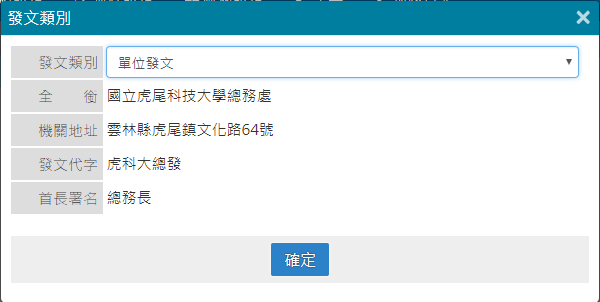 發文類別
發文類別 單位發文
全 銜 國立虎尾科技大學總務處
機關地址 雲林縣虎尾鎮文化路64號
發文代字 虎科大總發
首長署名 總務長
確定